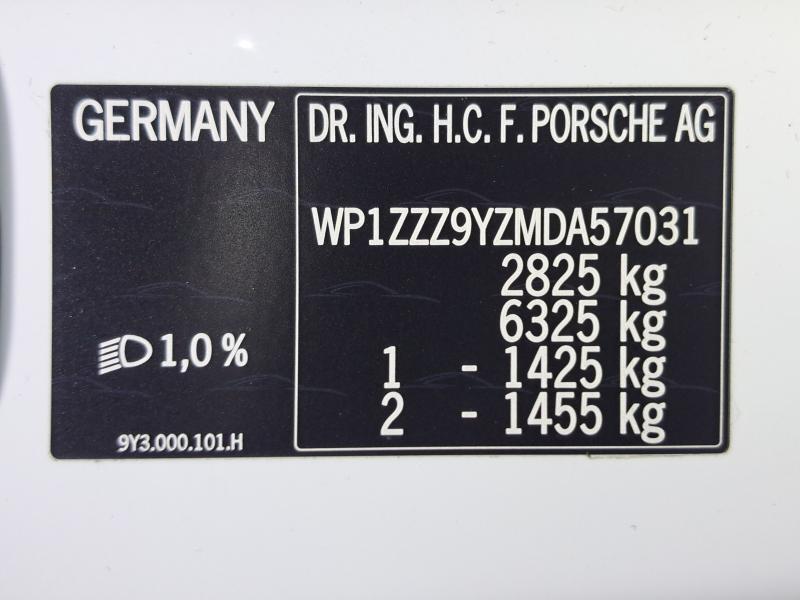 GERMANY
DR. ING. H.C. F. PORSCHE AG
WP1ZZZ9YZMDA57031
2825 kg
6325 kg
1 - 1425 kg
2 - 1455 kg
1,0 %
9Y3.000.101.H